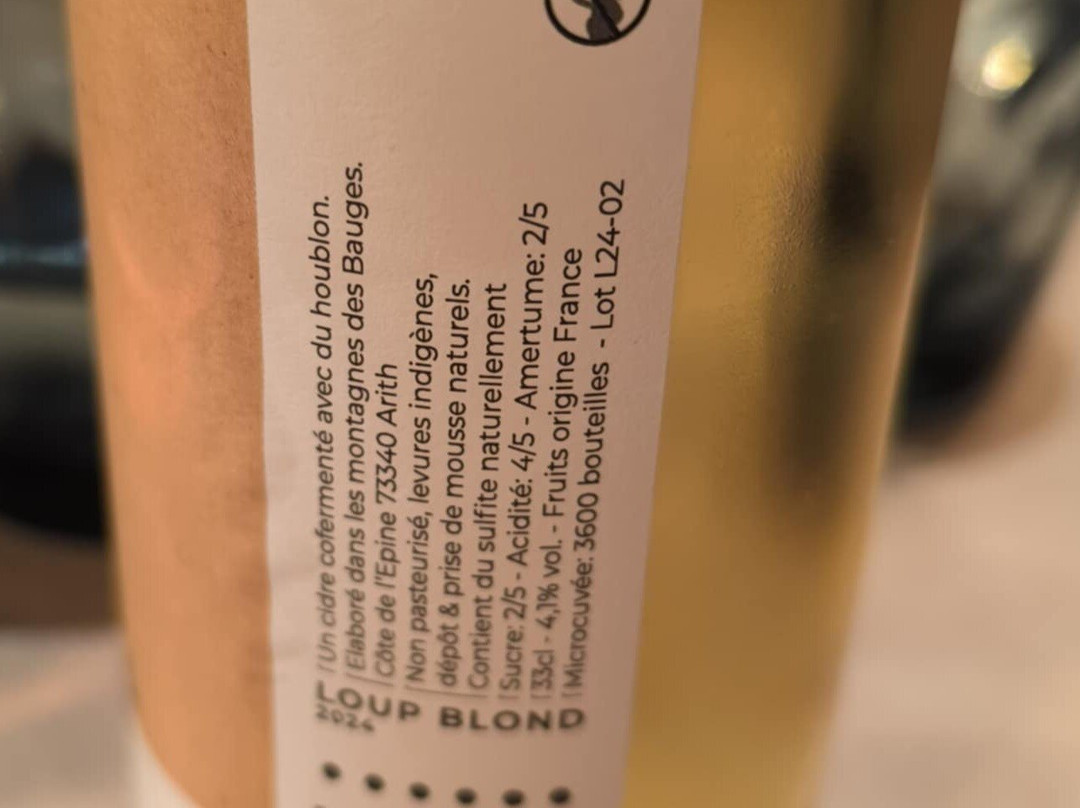 Un cidre cofermenté avec du houblon.
Elaboré dans les montagnes des Bauges.
Côte de l'Epine 73340 Arith
Non pasteurisé, levures indigènes,
dépôt & prise de mousse naturels.
Contient du sulfite naturellement
Sucre: 2/5 - Acidité: 4/5 - Amertume: 2/5
33cl - 4,1% vol. - Fruits origine France
Microcuvée: 3600 bouteilles - Lot L24-02
LOUP BLOND
2024